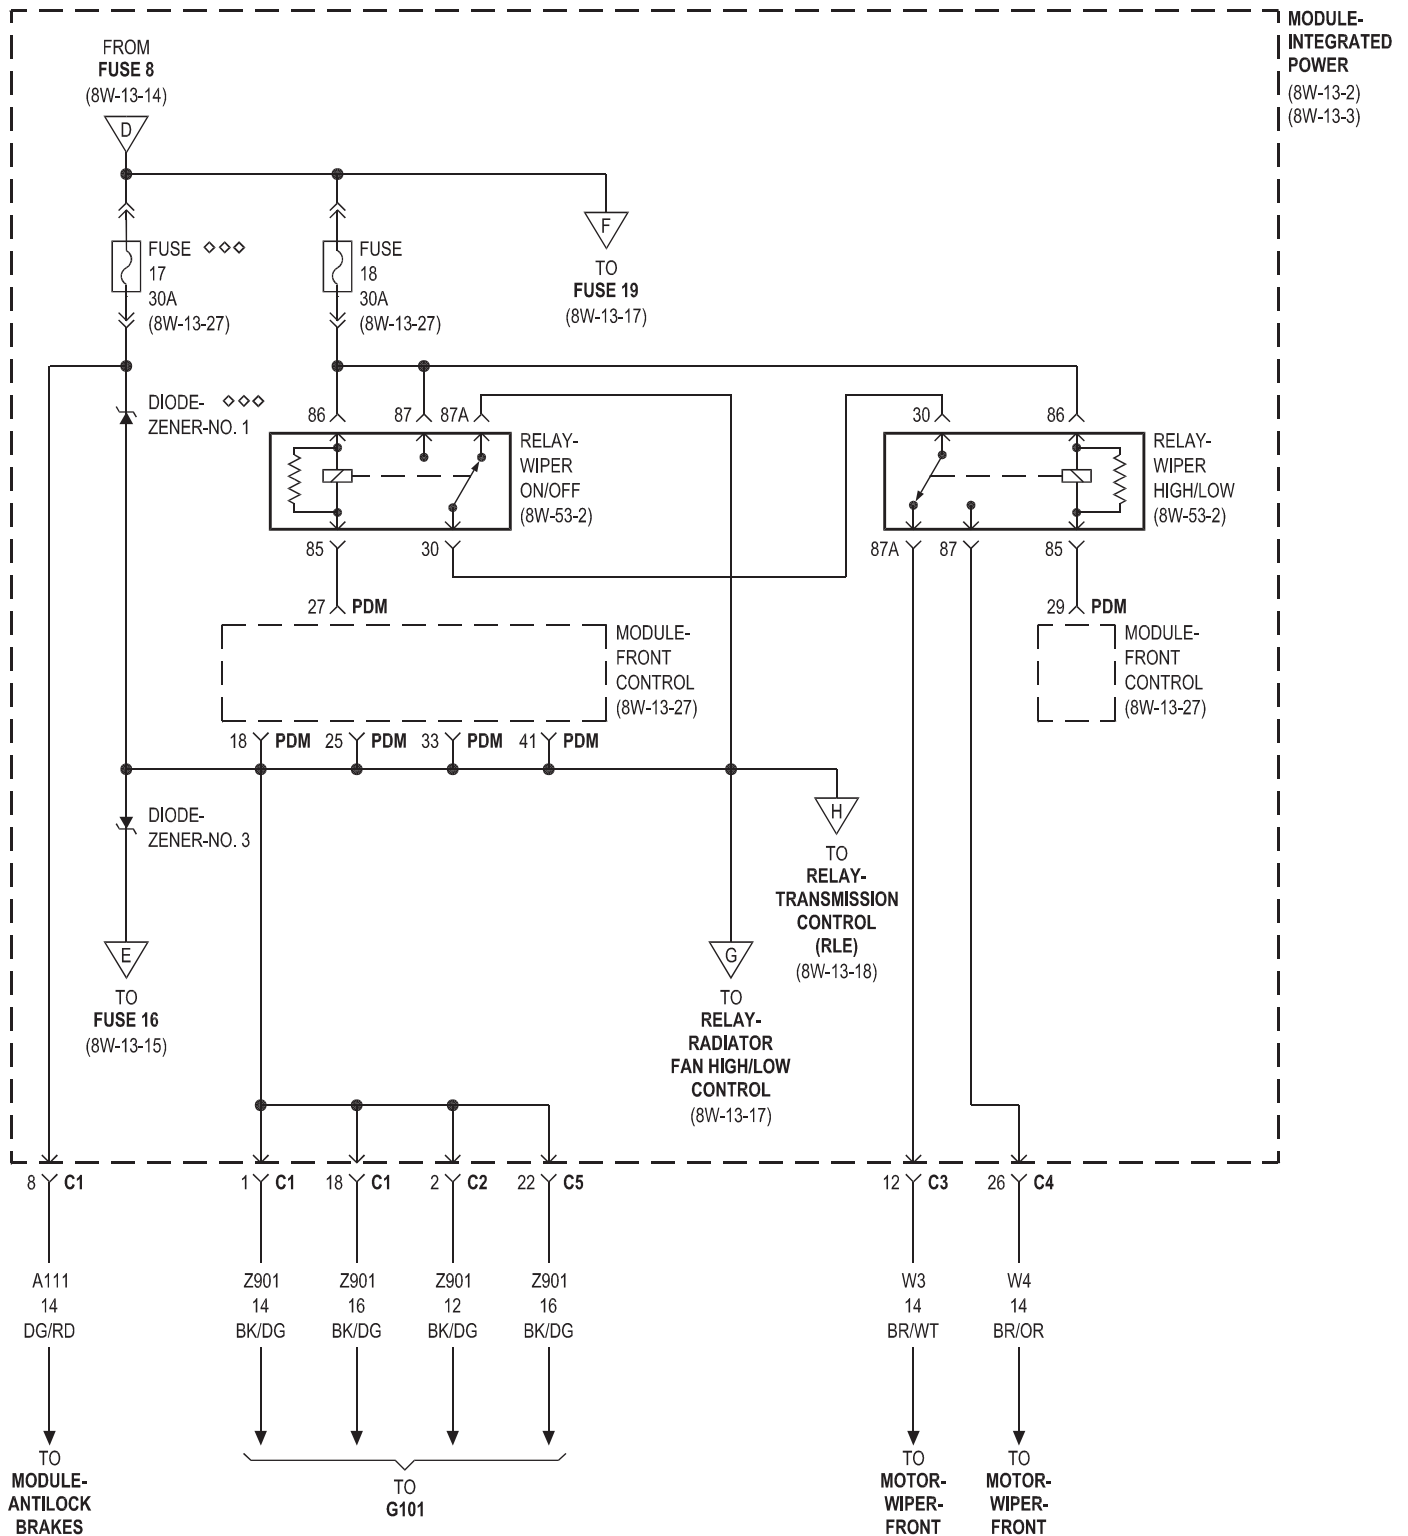 MODULE-
INTEGRATED
POWER
(8W-13-2)
(8W-13-3)
FROM
FUSE 8
(8W-13-14)
D
F
TO
FUSE 19
(8W-13-17)
FUSE ◇◇◇
17
30A
(8W-13-27)
FUSE
18
30A
(8W-13-27)
DIODE- ◇◇◇
ZENER-NO. 1
86 87 87A
RELAY-
WIPER
ON/OFF
(8W-53-2)
85 30
30 86
RELAY-
WIPER
HIGH/LOW
(8W-53-2)
87A 87 85
27 PDM
MODULE-
FRONT
CONTROL
(8W-13-27)
29 PDM
MODULE-
FRONT
CONTROL
(8W-13-27)
18 PDM 25 PDM 33 PDM 41 PDM
DIODE-
ZENER-NO. 3
H
TO
RELAY-
TRANSMISSION
CONTROL
(RLE)
(8W-13-18)
E
TO
FUSE 16
(8W-13-15)
G
TO
RELAY-
RADIATOR
FAN HIGH/LOW
CONTROL
(8W-13-17)
8 C1 1 C1 18 C1 2 C2 22 C5 12 C3 26 C4
A111 Z901 Z901 Z901 Z901 W3 W4
14 14 16 12 16 14 14
DG/RD BK/DG BK/DG BK/DG BK/DG BR/WT BR/OR
TO
MODULE-
ANTILOCK
BRAKES
TO
G101
TO
MOTOR-
WIPER-
FRONT
TO
MOTOR-
WIPER-
FRONT